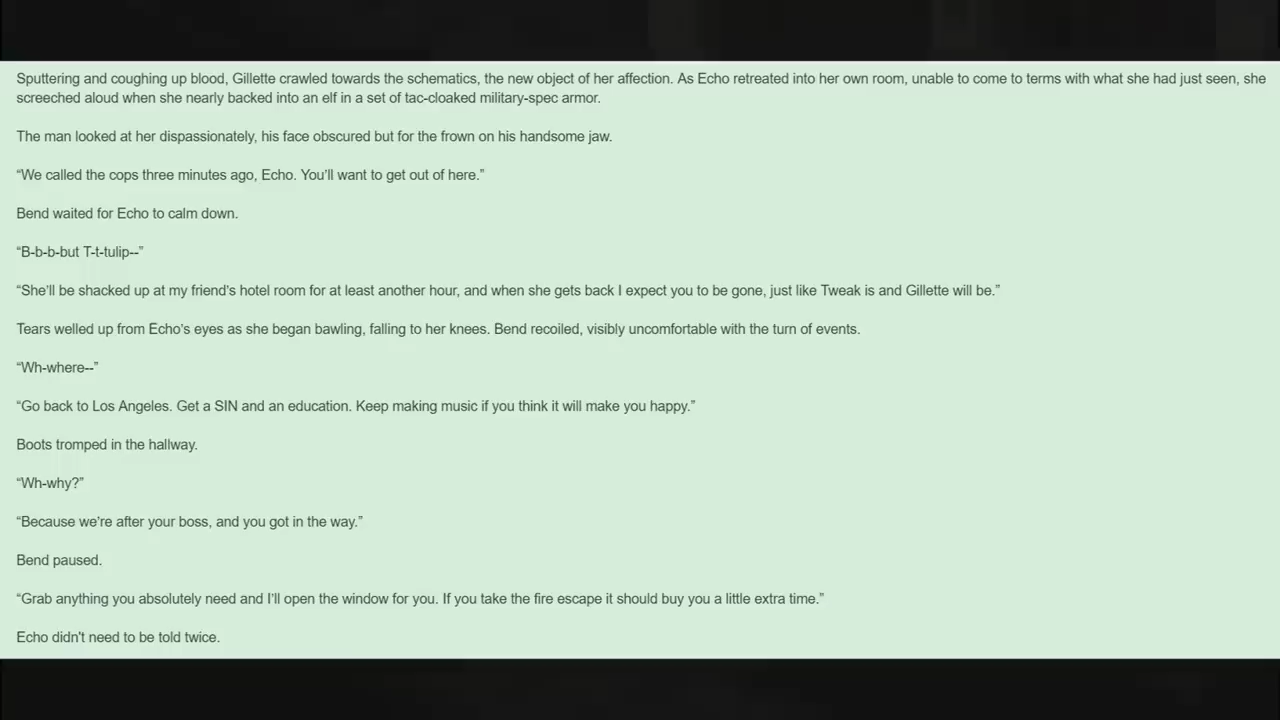 Sputtering and coughing up blood, Gillette crawled towards the schematics, the new object of her affection. As Echo retreated into her own room, unable to come to terms with what she had just seen, she
screeched aloud when she nearly backed into an elf in a set of tac-cloaked military-spec armor.
The man looked at her dispassionately, his face obscured but for the frown on his handsome jaw.
“We called the cops three minutes ago, Echo. You’ll want to get out of here.”
Bend waited for Echo to calm down.
“B-b-b-but T-t-tulip--”
“She’ll be shacked up at my friend’s hotel room for at least another hour, and when she gets back I expect you to be gone, just like Tweak is and Gillette will be.”
Tears welled up from Echo’s eyes as she began bawling, falling to her knees. Bend recoiled, visibly uncomfortable with the turn of events.
“Wh-where--”
“Go back to Los Angeles. Get a SIN and an education. Keep making music if you think it will make you happy.”
Boots tromped in the hallway.
“Wh-why?”
“Because we’re after your boss, and you got in the way.”
Bend paused.
“Grab anything you absolutely need and I’ll open the window for you. If you take the fire escape it should buy you a little extra time.”
Echo didn't need to be told twice.